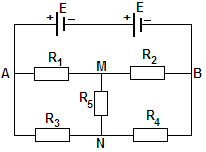 E E
+ − + −
R1 M R2
A B
R5
R3 N R4